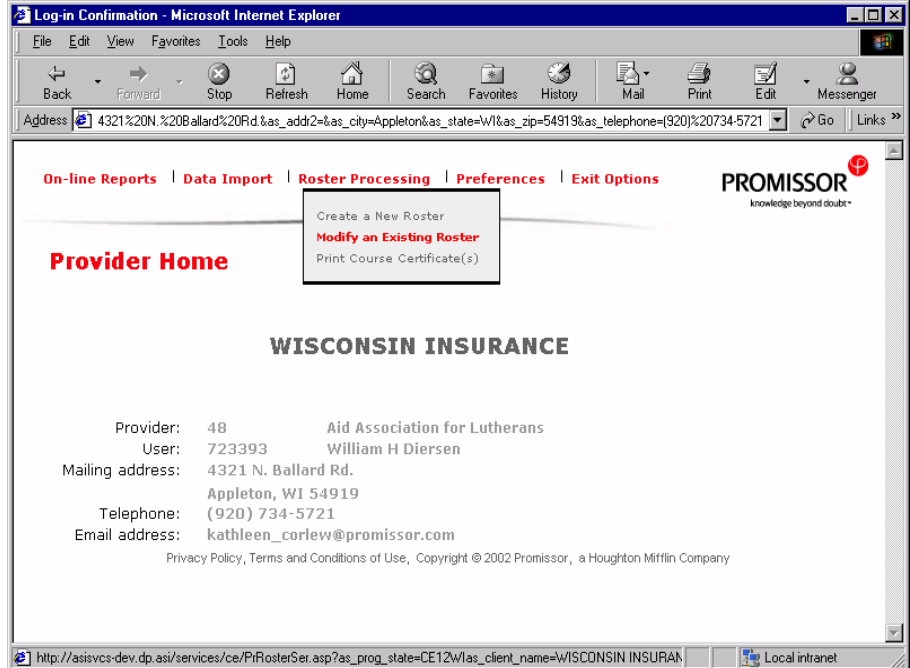 Log-in Confirmation - Microsoft Internet Explorer
File Edit View Favorites Tools Help
Back Forward Stop Refresh Home Search Favorites History Mail Print Edit Messenger
Address 4321%20N.%20Ballard%20Rd.&as_addr2=&as_city=Appleton&as_state=WI&as_zip=54919&as_telephone=(920)%20734-5721 Go Links »
On-line Reports Data Import Roster Processing Preferences Exit Options
PROMISSOR
knowledge beyond doubt
Create a New Roster
Modify an Existing Roster
Print Course Certificate(s)
Provider Home
WISCONSIN INSURANCE
Provider: 48 Aid Association for Lutherans
User: 723393 William H Diersen
Mailing address: 4321 N. Ballard Rd.
Appleton, WI 54919
Telephone: (920) 734-5721
Email address: kathleen_corlew@promissor.com
Privacy Policy, Terms and Conditions of Use, Copyright © 2002 Promissor, a Houghton Mifflin Company
http://asisvcs-dev.dp.asi/services/ce/PrRosterSer.asp?as_prog_state=CE12WIas_client_name=WISCONSIN INSURAN Local intranet